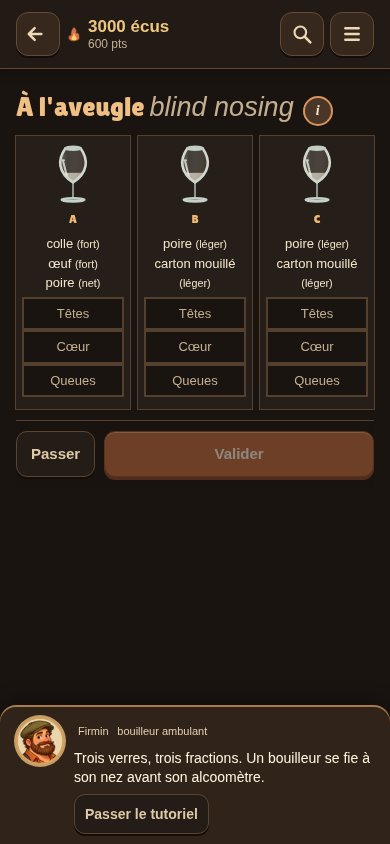 3000 écus
600 pts
À l'aveugle blind nosing i
A
colle (fort)
œuf (fort)
poire (net)
Têtes
Cœur
Queues
B
poire (léger)
carton mouillé
(léger)
Têtes
Cœur
Queues
C
poire (léger)
carton mouillé
(léger)
Têtes
Cœur
Queues
Passer
Valider
Firmin bouilleur ambulant
Trois verres, trois fractions. Un bouilleur se fie à
son nez avant son alcoomètre.
Passer le tutoriel